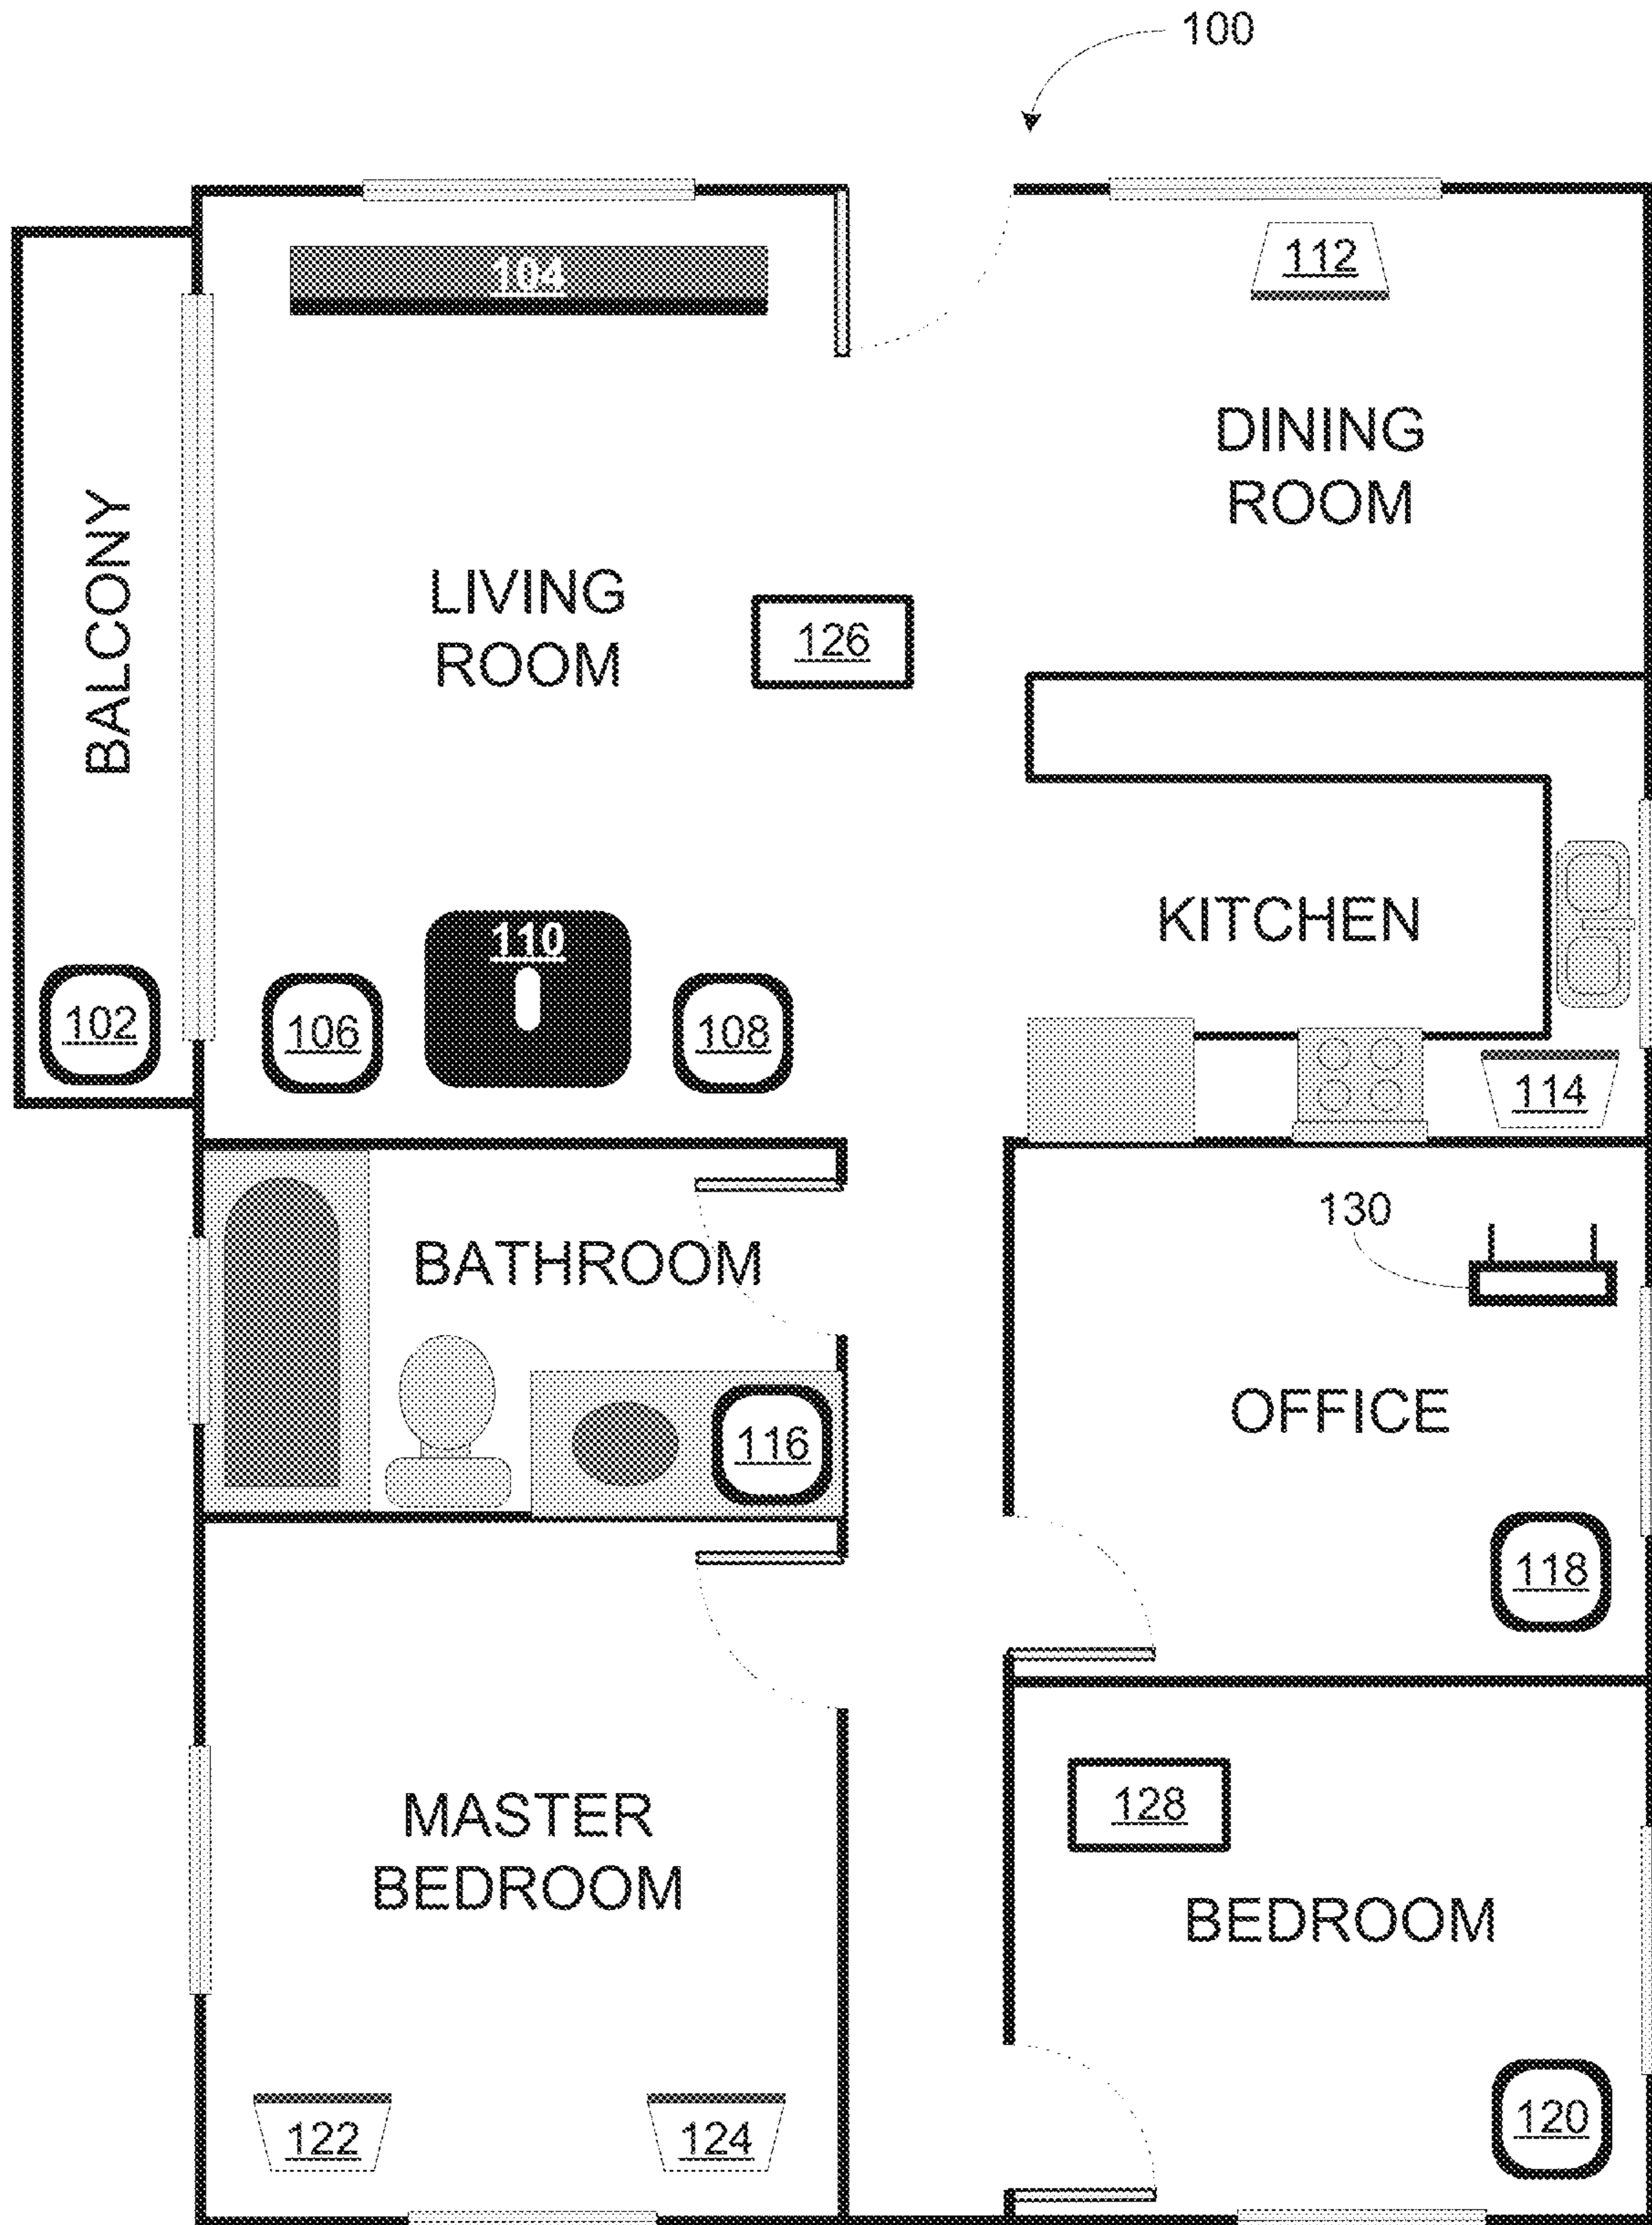 100
104
112
DINING
ROOM
BALCONY
LIVING
ROOM
126
KITCHEN
110
102
106
108
114
130
BATHROOM
OFFICE
116
118
128
MASTER
BEDROOM
BEDROOM
122
124
120